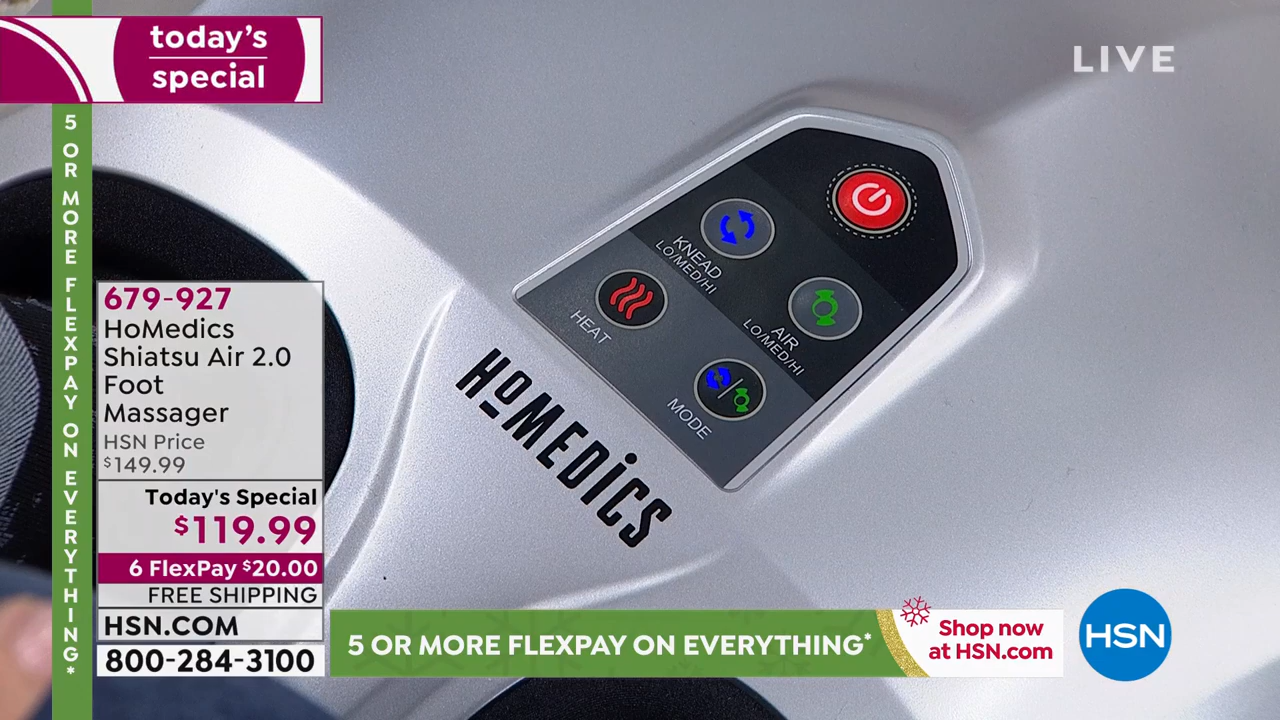 today's
special
LIVE
5 OR MORE FLEXPAY ON EVERYTHING*
679-927
HoMedics
Shiatsu Air 2.0
Foot
Massager
HSN Price
$149.99
Today's Special
$119.99
6 FlexPay $20.00
FREE SHIPPING
HSN.COM
800-284-3100
KNEAD
LO/MED/HI
HEAT
AIR
LO/MED/HI
MODE
HoMEDiCS
5 OR MORE FLEXPAY ON EVERYTHING*
Shop now
at HSN.com
HSN